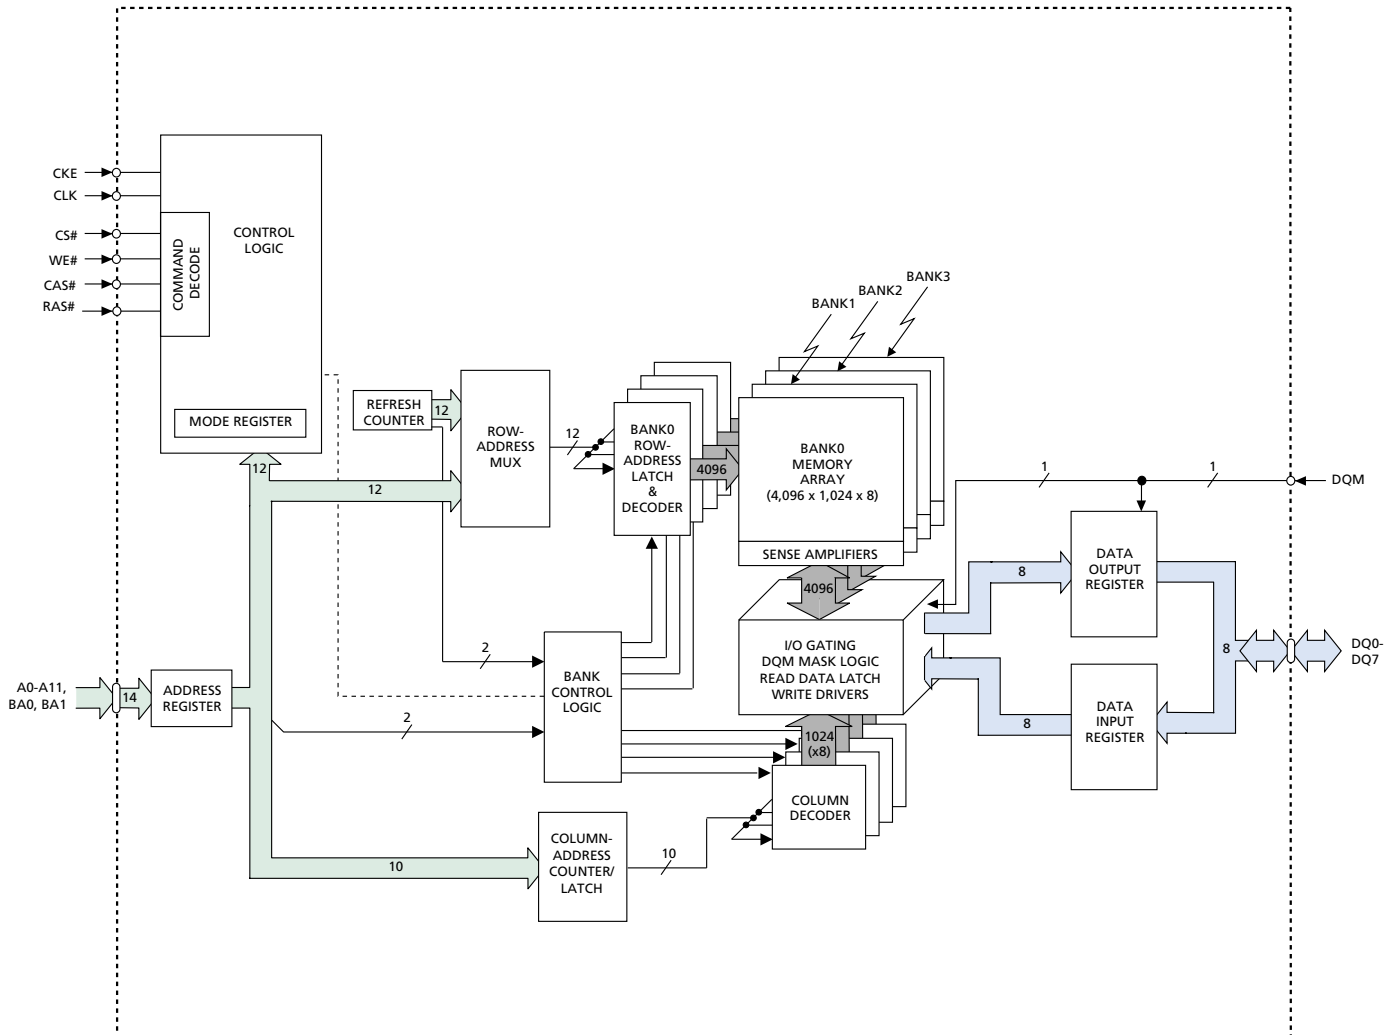 CKE
CLK
CS#
WE#
CAS#
RAS#
COMMAND
DECODE
CONTROL
LOGIC
MODE REGISTER
12
12
REFRESH
COUNTER
12
ROW-
ADDRESS
MUX
12
BANK0
ROW-
ADDRESS
LATCH
&
DECODER
4096
BANK1
BANK2
BANK3
BANK0
MEMORY
ARRAY
(4,096 x 1,024 x 8)
SENSE AMPLIFIERS
4096
I/O GATING
DQM MASK LOGIC
READ DATA LATCH
WRITE DRIVERS
1024
(x8)
COLUMN
DECODER
2
2
BANK
CONTROL
LOGIC
A0-A11,
BA0, BA1
14
ADDRESS
REGISTER
10
COLUMN-
ADDRESS
COUNTER/
LATCH
10
1
1
DQM
8
DATA
OUTPUT
REGISTER
8
DQ0-
DQ7
8
DATA
INPUT
REGISTER